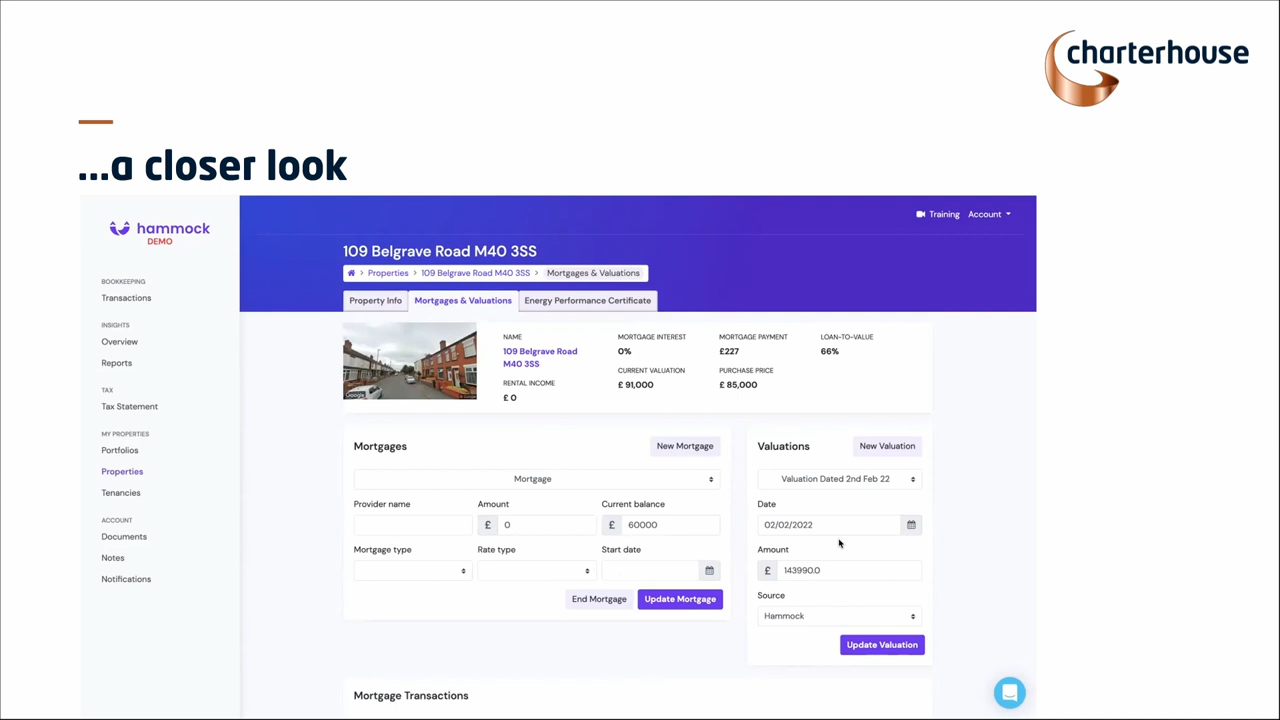 charterhouse
...a closer look
hammock
DEMO
BOOKKEEPING
Transactions
INSIGHTS
Overview
Reports
TAX
Tax Statement
MY PROPERTIES
Portfolios
Properties
Tenancies
ACCOUNT
Documents
Notes
Notifications
Training Account
109 Belgrave Road M40 3SS
> Properties > 109 Belgrave Road M40 3SS > Mortgages & Valuations
Property Info Mortgages & Valuations Energy Performance Certificate
Google
NAME
109 Belgrave Road
M40 3SS
RENTAL INCOME
£ 0
MORTGAGE INTEREST
0%
CURRENT VALUATION
£ 91,000
MORTGAGE PAYMENT
£227
PURCHASE PRICE
£ 85,000
LOAN-TO-VALUE
66%
Mortgages New Mortgage
Mortgage
Provider name Amount Current balance
£ 0 £ 60000
Mortgage type Rate type Start date
End Mortgage Update Mortgage
Valuations New Valuation
Valuation Dated 2nd Feb 22
Date
02/02/2022
Amount
£ 143990.0
Source
Hammock
Update Valuation
Mortgage Transactions